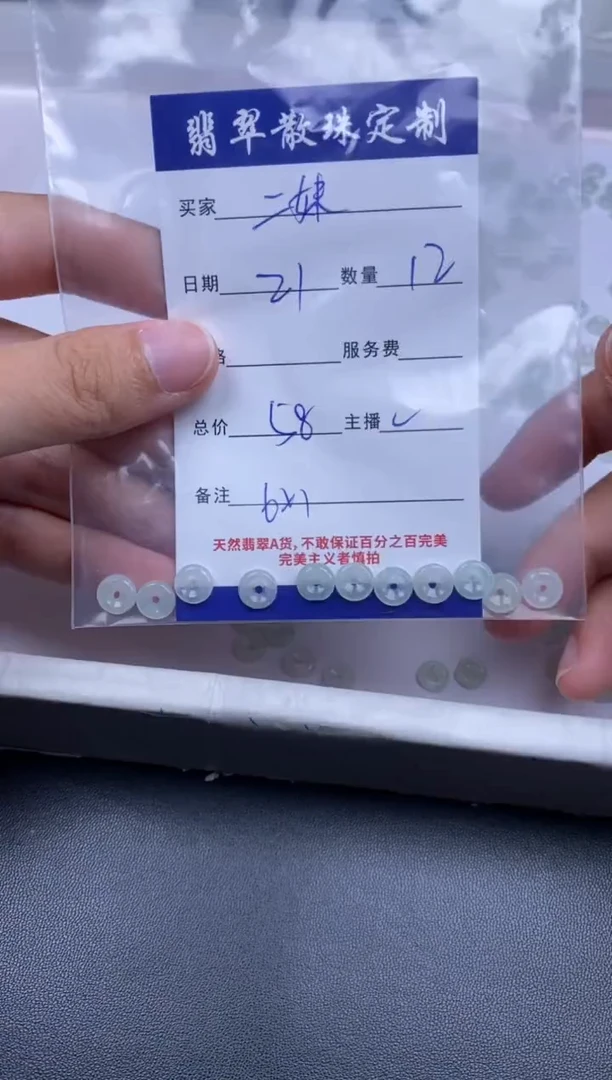 翡翠散珠定制
买家 二妹
日期 21 数量 12
格 服务费
总价 58 主播
备注 6x1
天然翡翠A货,不敢保证百分之百完美
完美主义者慎拍